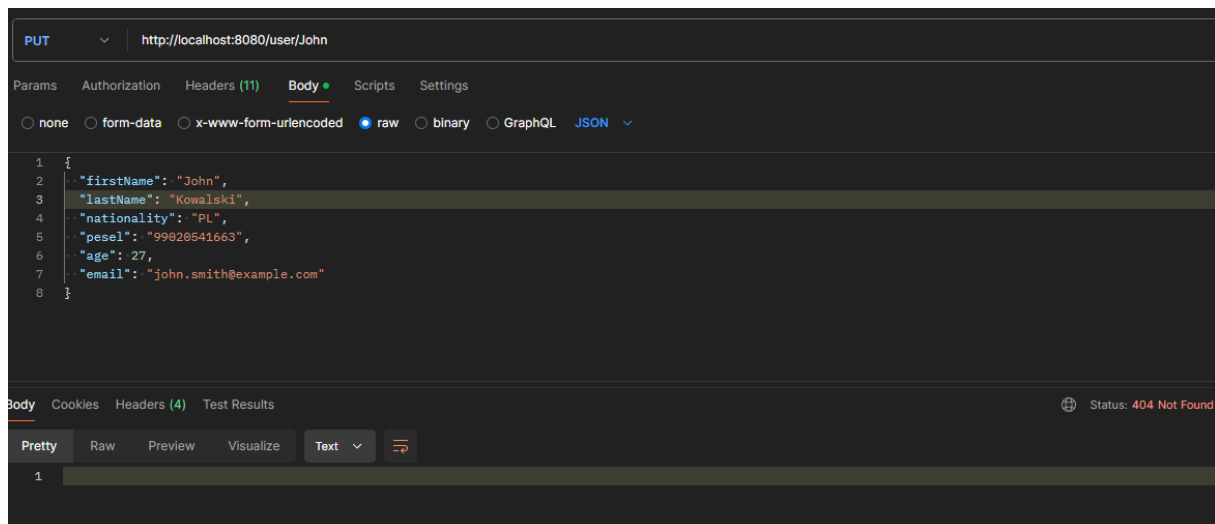 PUT http://localhost:8080/user/John
Params Authorization Headers (11) Body Scripts Settings
none form-data x-www-form-urlencoded raw binary GraphQL JSON
1 {
2 "firstName": "John",
3 "lastName": "Kowalski",
4 "nationality": "PL",
5 "pesel": "99020541663",
6 "age": 27,
7 "email": "john.smith@example.com"
8 }
Body Cookies Headers (4) Test Results Status: 404 Not Found
Pretty Raw Preview Visualize Text
1